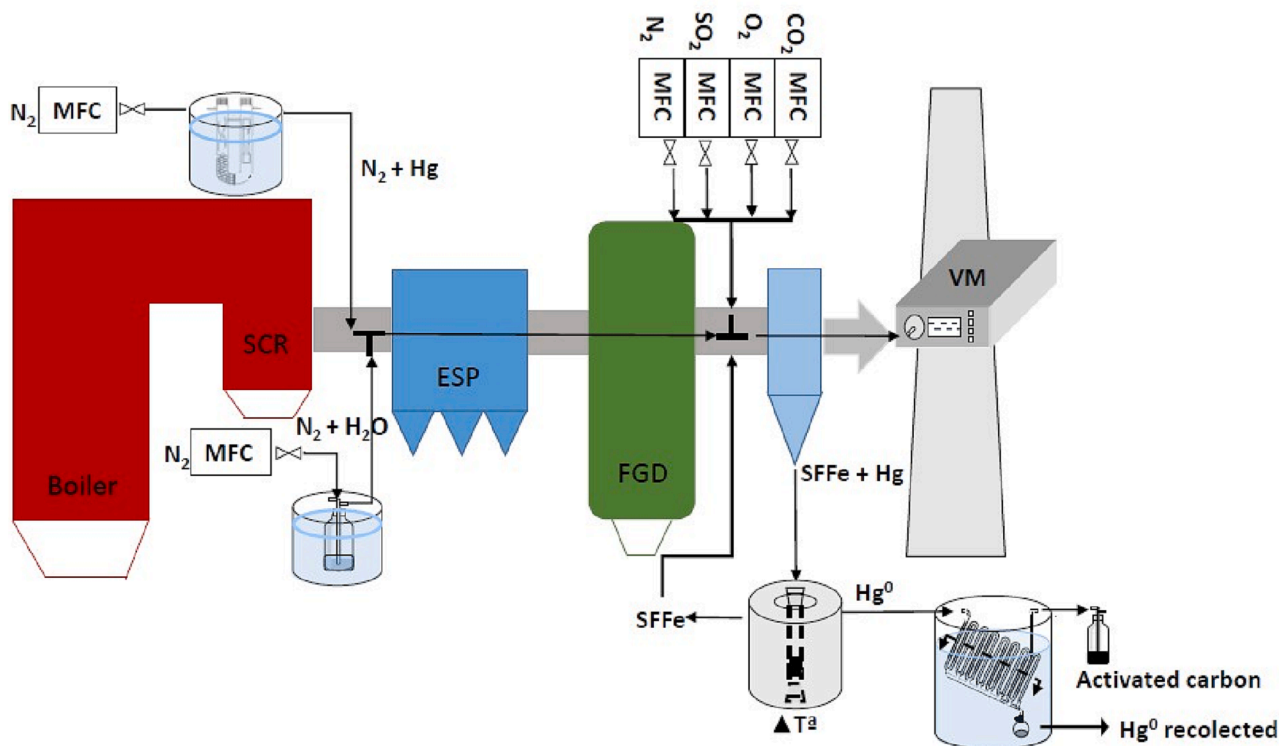 N₂ SO₂ O₂ CO₂
MFC MFC MFC MFC
N₂ MFC
N₂ + Hg
VM
SCR
ESP
N₂ + H₂O
N₂ MFC
Boiler
FGD
SFFe + Hg
SFFe
Hg⁰
▲Tª
Activated carbon
Hg⁰ recolected